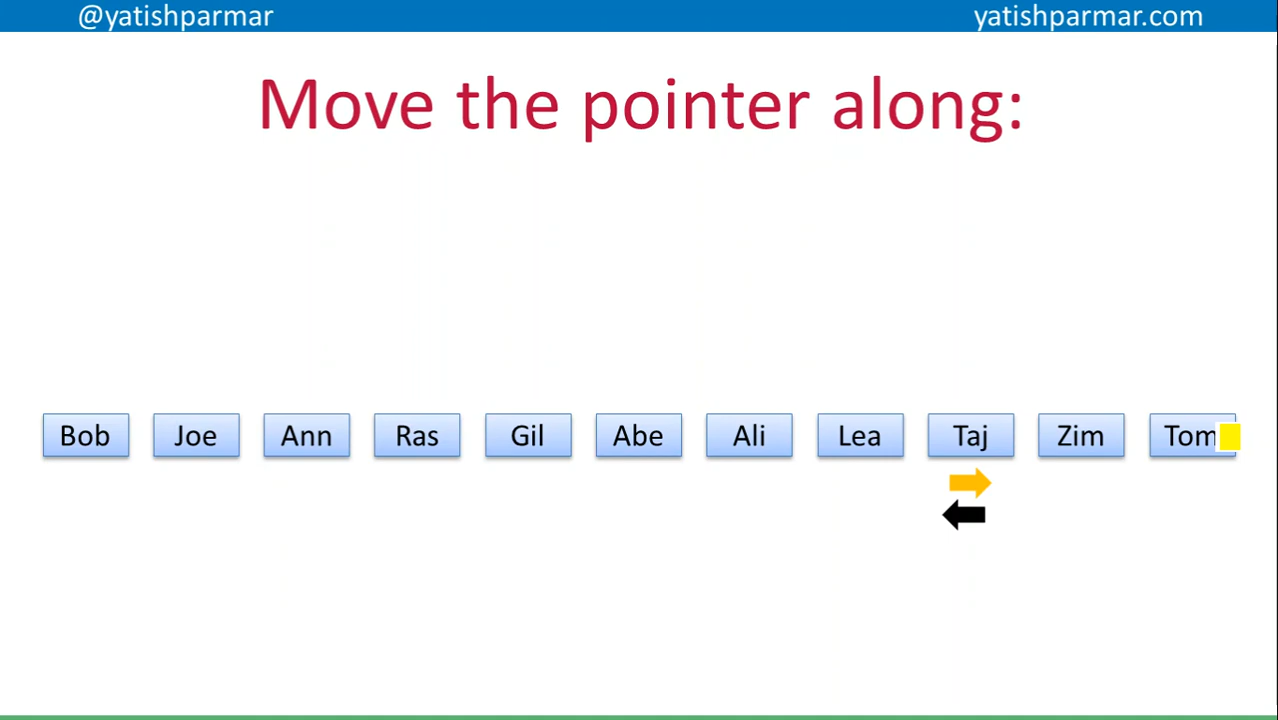 @yatishparmar yatishparmar.com
Move the pointer along:
Bob Joe Ann Ras Gil Abe Ali Lea Taj Zim Tom